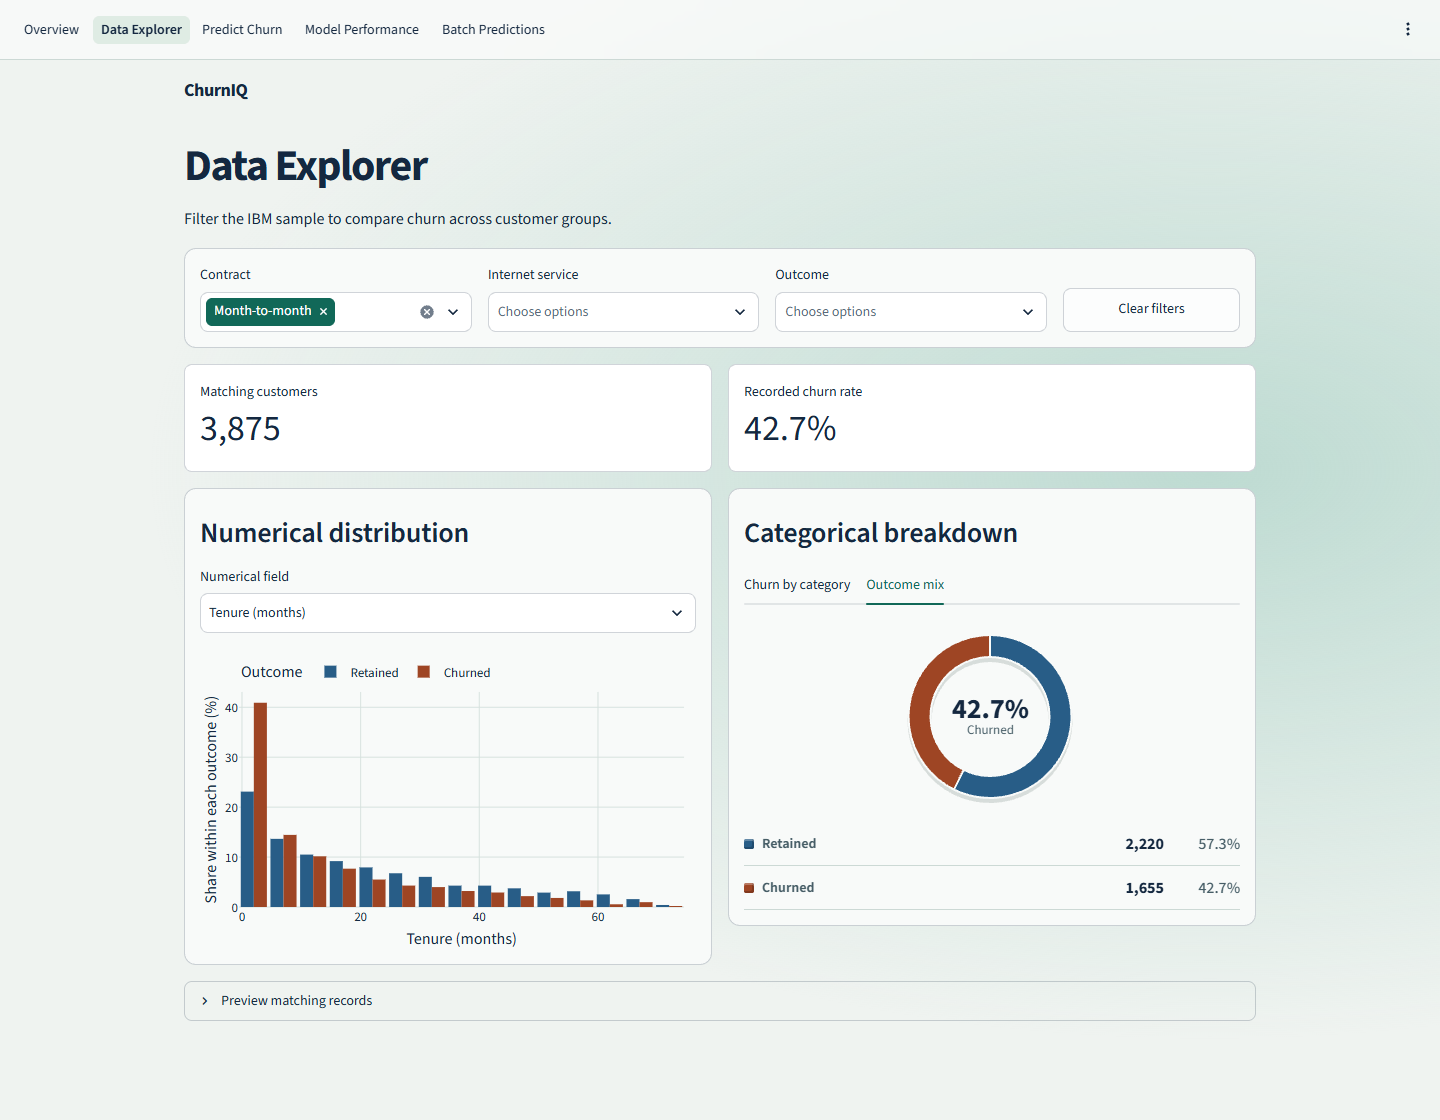 Overview Data Explorer Predict Churn Model Performance Batch Predictions
ChurnIQ
Data Explorer
Filter the IBM sample to compare churn across customer groups.
Contract Internet service Outcome
Month-to-month × Choose options Choose options Clear filters
Matching customers
3,875
Recorded churn rate
42.7%
Numerical distribution
Numerical field
Tenure (months)
Outcome Retained Churned
Share within each outcome (%)
40
30
20
10
0
0 20 40 60
Tenure (months)
Categorical breakdown
Churn by category Outcome mix
42.7%
Churned
Retained 2,220 57.3%
Churned 1,655 42.7%
Preview matching records